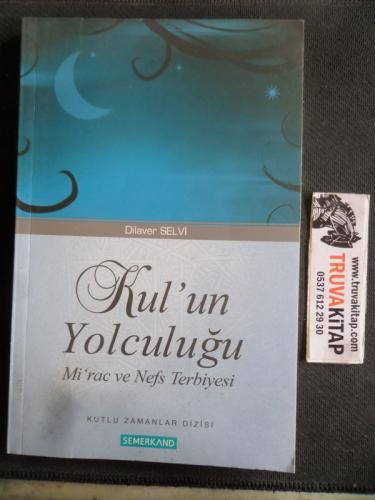 Dilaver SELVİ
Kul'un
Yolculuğu
Mi'rac ve Nefs Terbiyesi
KUTLU ZAMANLAR DİZİSİ
SEMERKAND
TRUVAKİTAP
www.truvakitap.com
0537 612 29 30